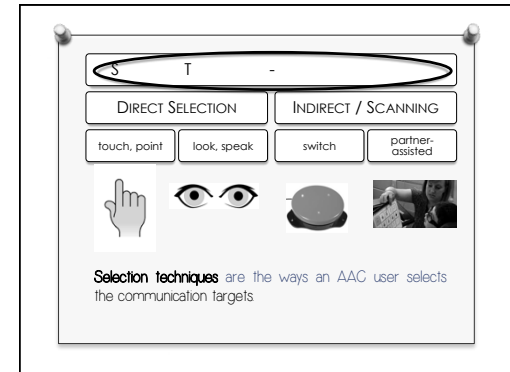 S T -
DIRECT SELECTION
INDIRECT / SCANNING
touch, point
look, speak
switch
partner-
assisted
Selection techniques are the ways an AAC user selects
the communication targets.